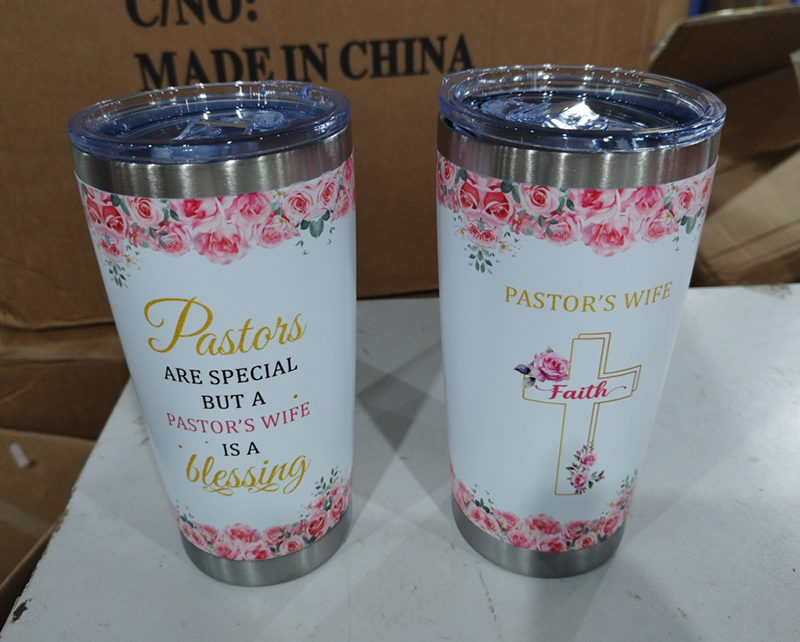 C/NO:
MADE IN CHINA
Pastors
ARE SPECIAL
BUT A
PASTOR'S WIFE
IS A
blessing
PASTOR'S WIFE
Faith